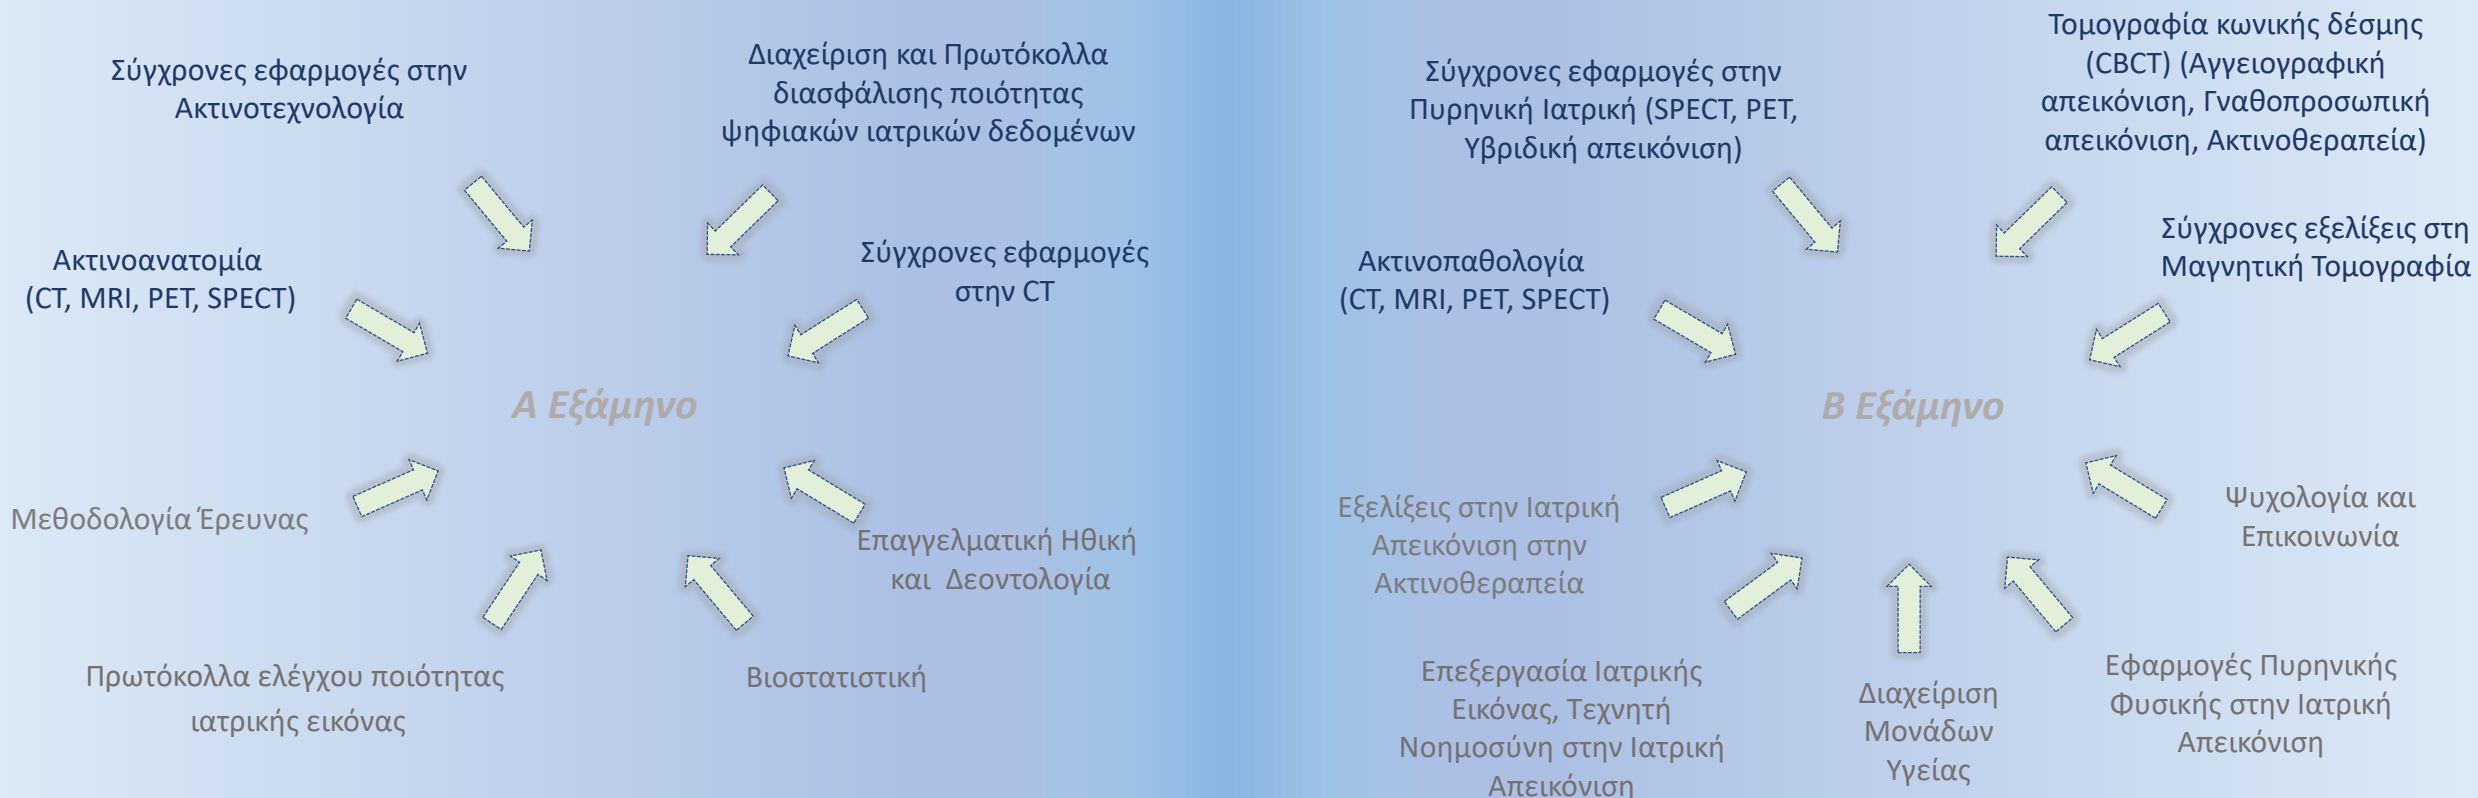 Σύγχρονες εφαρμογές στην
Ακτινοτεχνολογία
Διαχείριση και Πρωτόκολλα
διασφάλισης ποιότητας
ψηφιακών ιατρικών δεδομένων
Ακτινοανατομία
(CT, MRI, PET, SPECT)
Σύγχρονες εφαρμογές
στην CT
Α Εξάμηνο
Μεθοδολογία Έρευνας
Επαγγελματική Ηθική
και Δεοντολογία
Πρωτόκολλα ελέγχου ποιότητας
ιατρικής εικόνας
Βιοστατιστική
Σύγχρονες εφαρμογές στην
Πυρηνική Ιατρική (SPECT, PET,
Υβριδική απεικόνιση)
Τομογραφία κωνικής δέσμης
(CBCT) (Αγγειογραφική
απεικόνιση, Γναθοπροσωπική
απεικόνιση, Ακτινοθεραπεία)
Ακτινοπαθολογία
(CT, MRI, PET, SPECT)
Σύγχρονες εξελίξεις στη
Μαγνητική Τομογραφία
Β Εξάμηνο
Εξελίξεις στην Ιατρική
Απεικόνιση στην
Ακτινοθεραπεία
Ψυχολογία και
Επικοινωνία
Επεξεργασία Ιατρικής
Εικόνας, Τεχνητή
Νοημοσύνη στην Ιατρική
Απεικόνιση
Διαχείριση
Μονάδων
Υγείας
Εφαρμογές Πυρηνικής
Φυσικής στην Ιατρική
Απεικόνιση